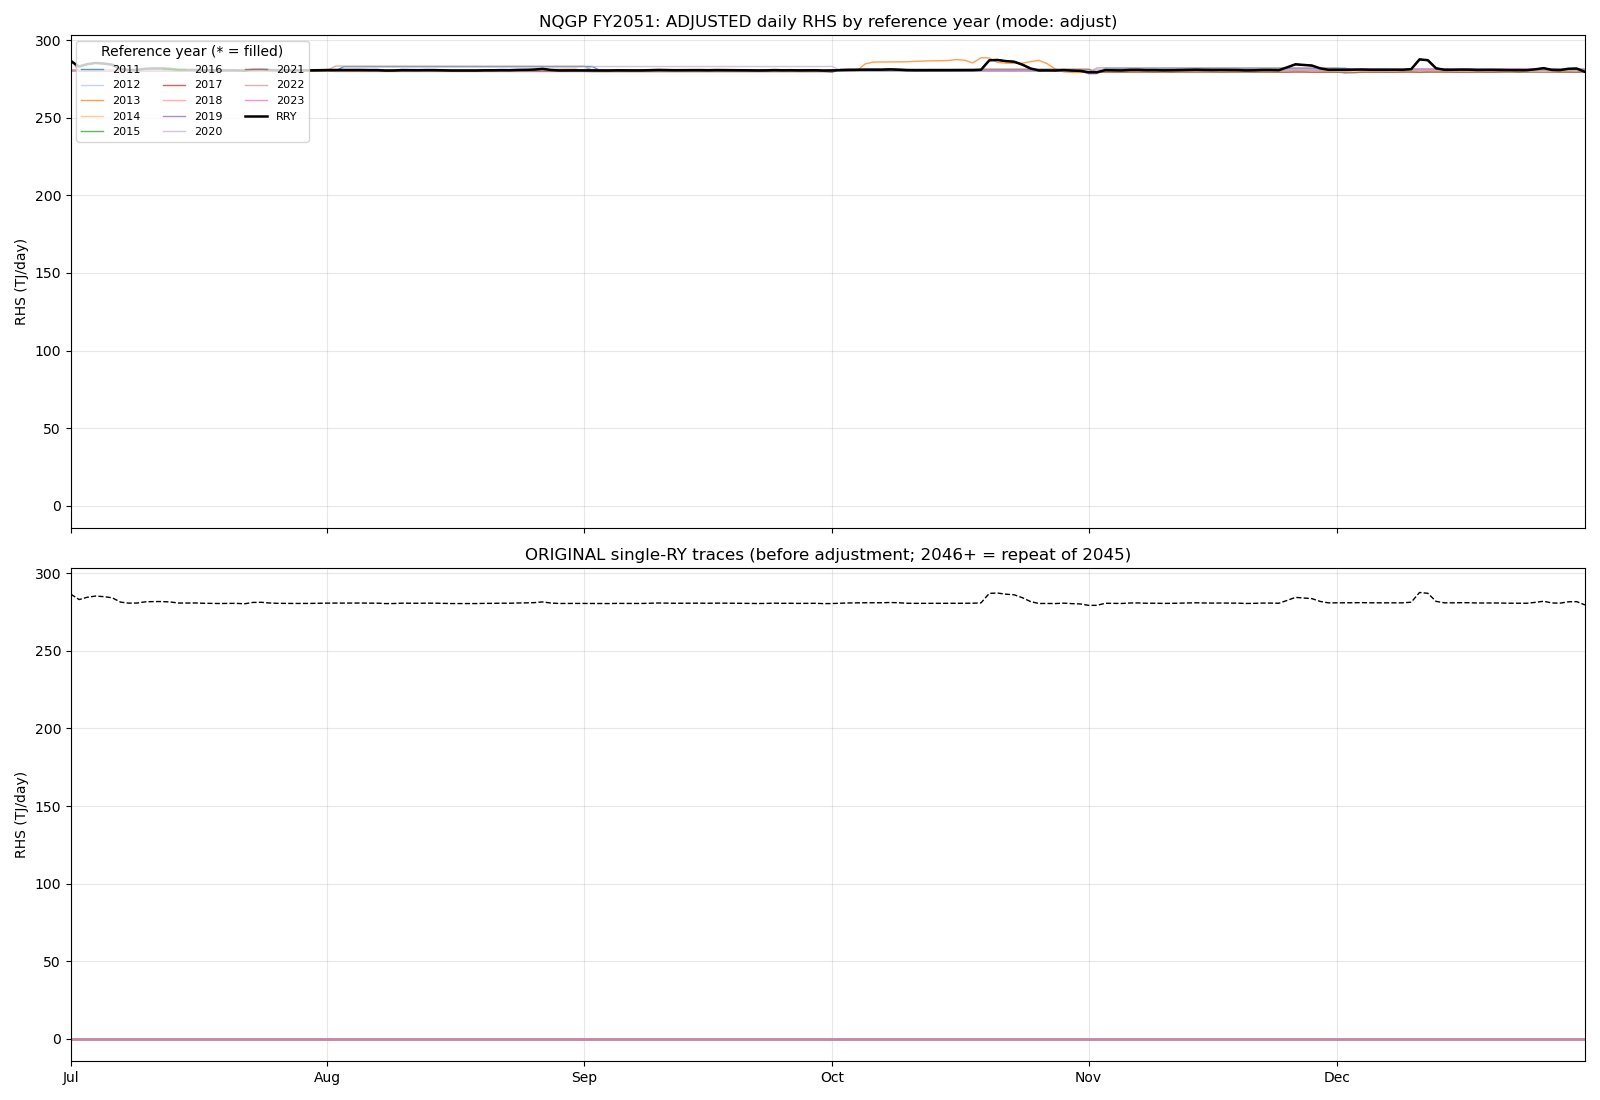 NQGP FY2051: ADJUSTED daily RHS by reference year (mode: adjust)
300
250
200
150
100
50
0
RHS (TJ/day)
Reference year (* = filled)
2011 2016 2021
2012 2017 2022
2013 2018 2023
2014 2019 RRY
2015 2020
ORIGINAL single-RY traces (before adjustment; 2046+ = repeat of 2045)
300
250
200
150
100
50
0
RHS (TJ/day)
Jul Aug Sep Oct Nov Dec